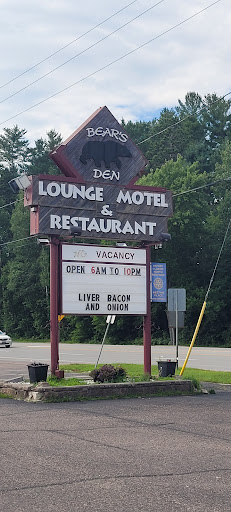 BEAR'S
DEN
LOUNGE MOTEL
&
RESTAURANT
VACANCY
OPEN 6AM TO 10PM
LIVER BACON
AND ONION